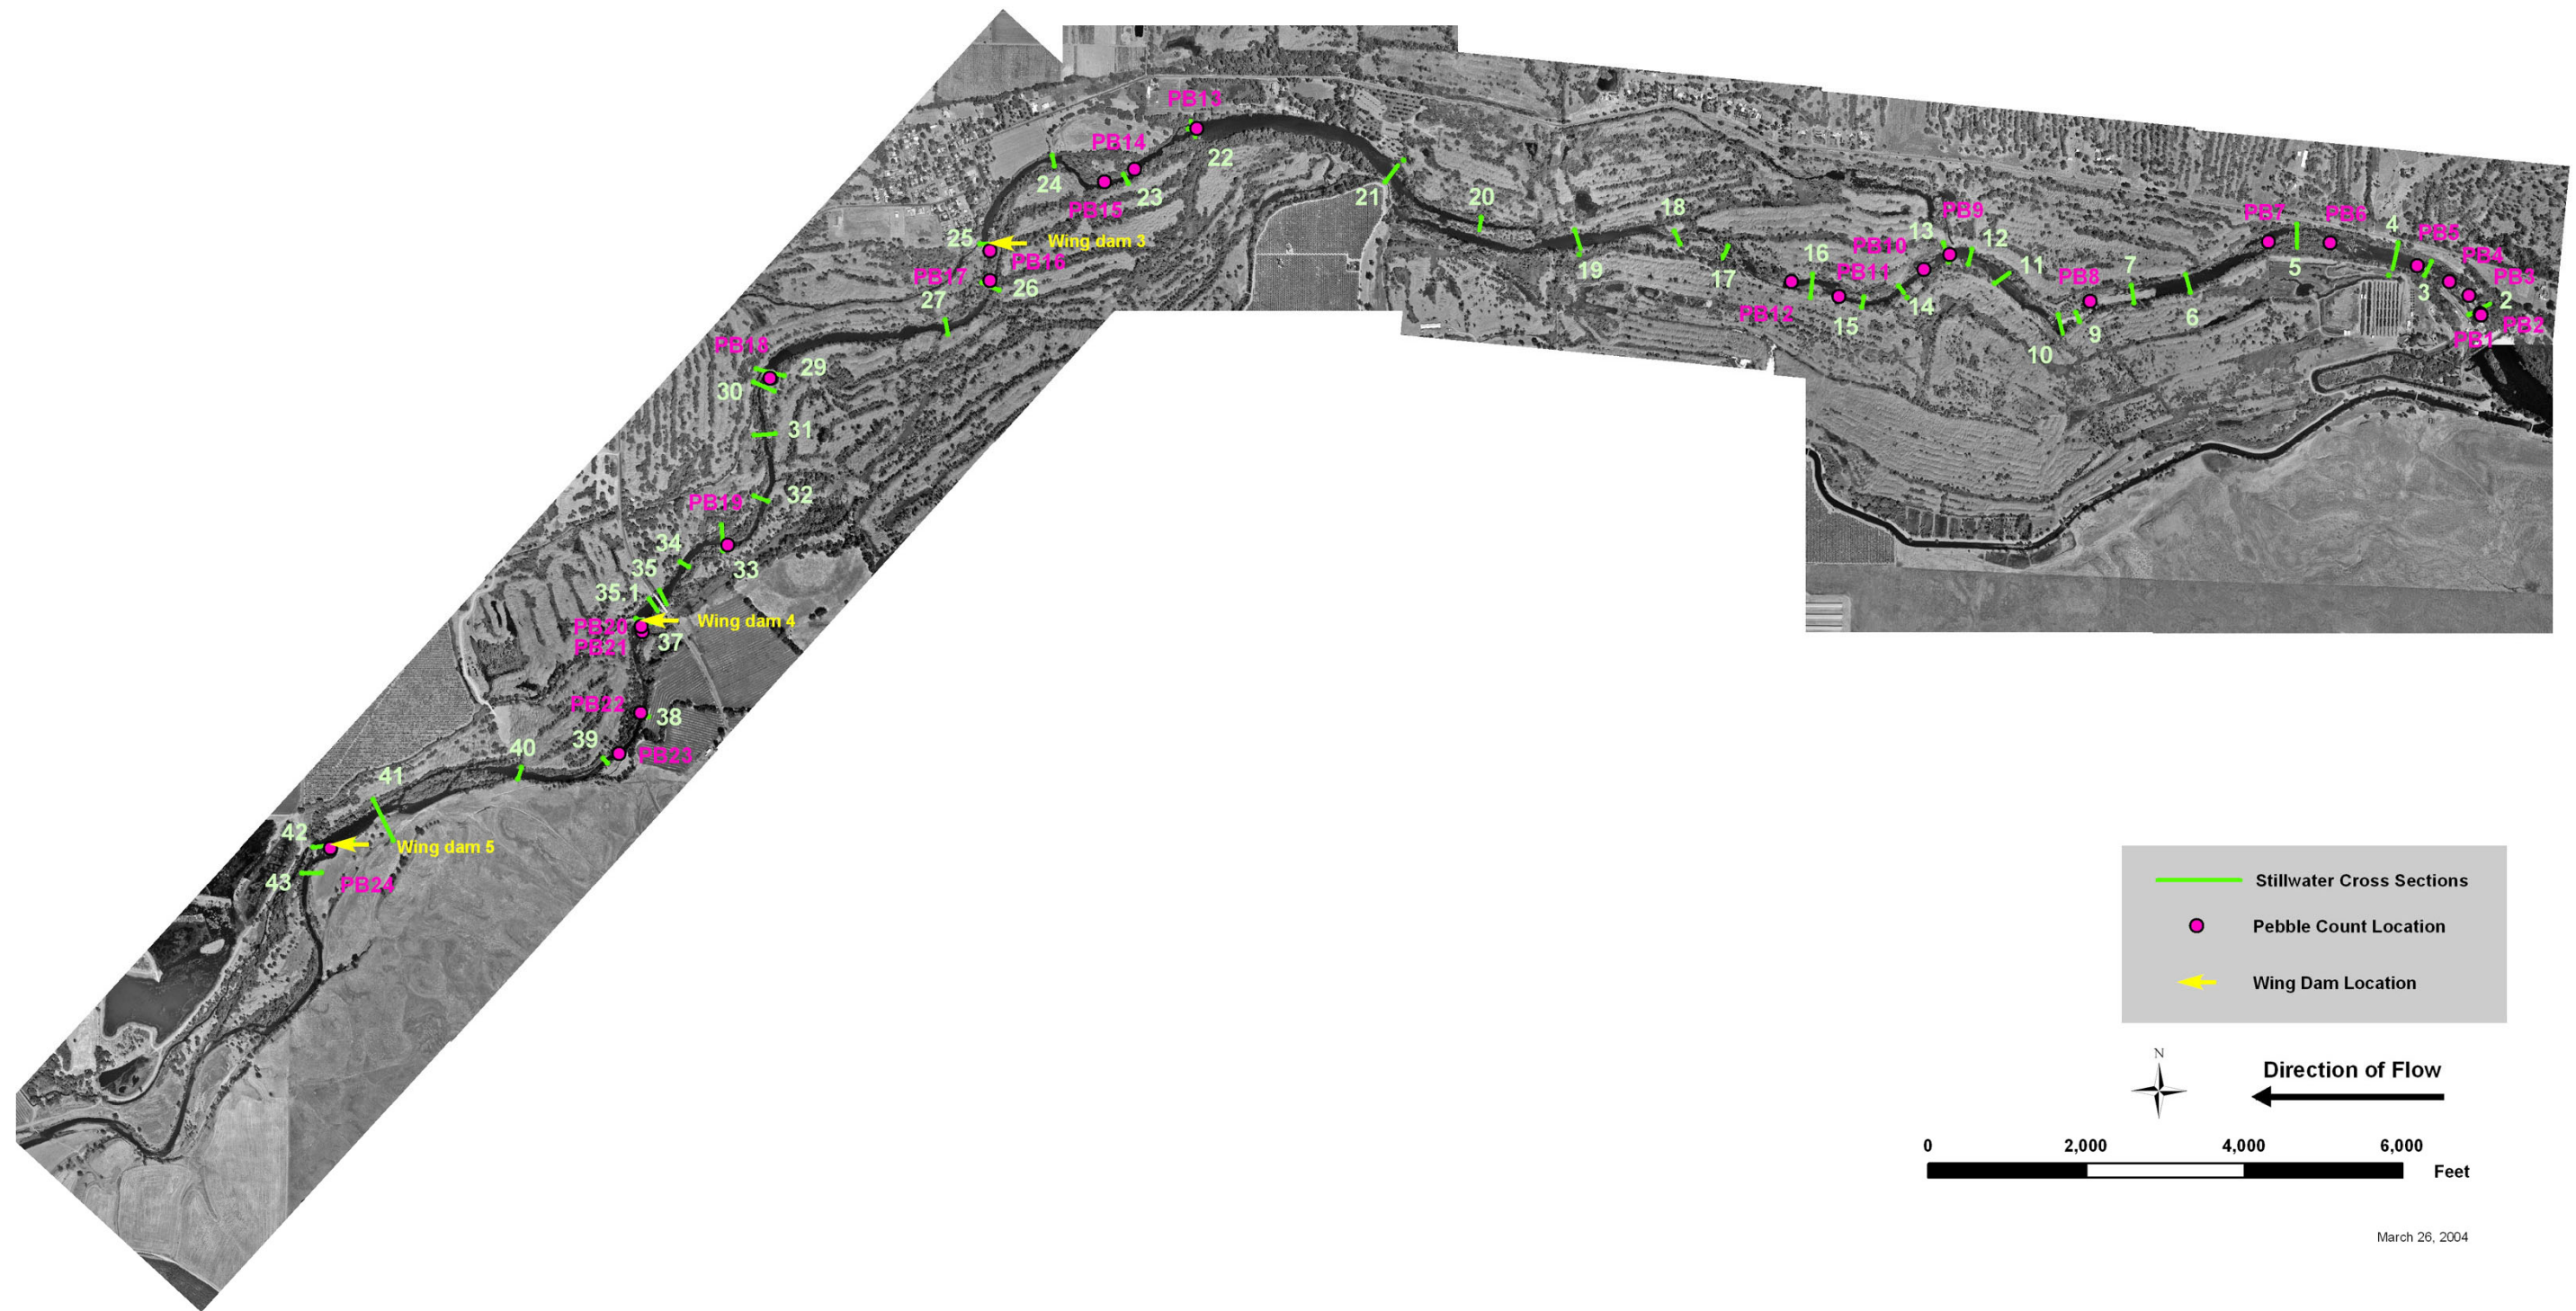 PB13
PB14
22
24
23
PB15
21
20
18
PB9
13
12
PB7
PB6
4
PB5
25
Wing dam 3
PB10
PB4
PB16
PB17
26
27
19
17
16
PB11
11
PB8
7
5
3
PB3
2
PB12
15
14
10
9
6
PB2
PB1
PB18
29
30
31
PB19
32
34
35
33
35.1
Wing dam 4
PB20
37
PB21
PB22
38
39
40
PB23
41
42
Wing dam 5
43
PB24
Stillwater Cross Sections
Pebble Count Location
Wing Dam Location
N
Direction of Flow
0 2,000 4,000 6,000
Feet
March 26, 2004